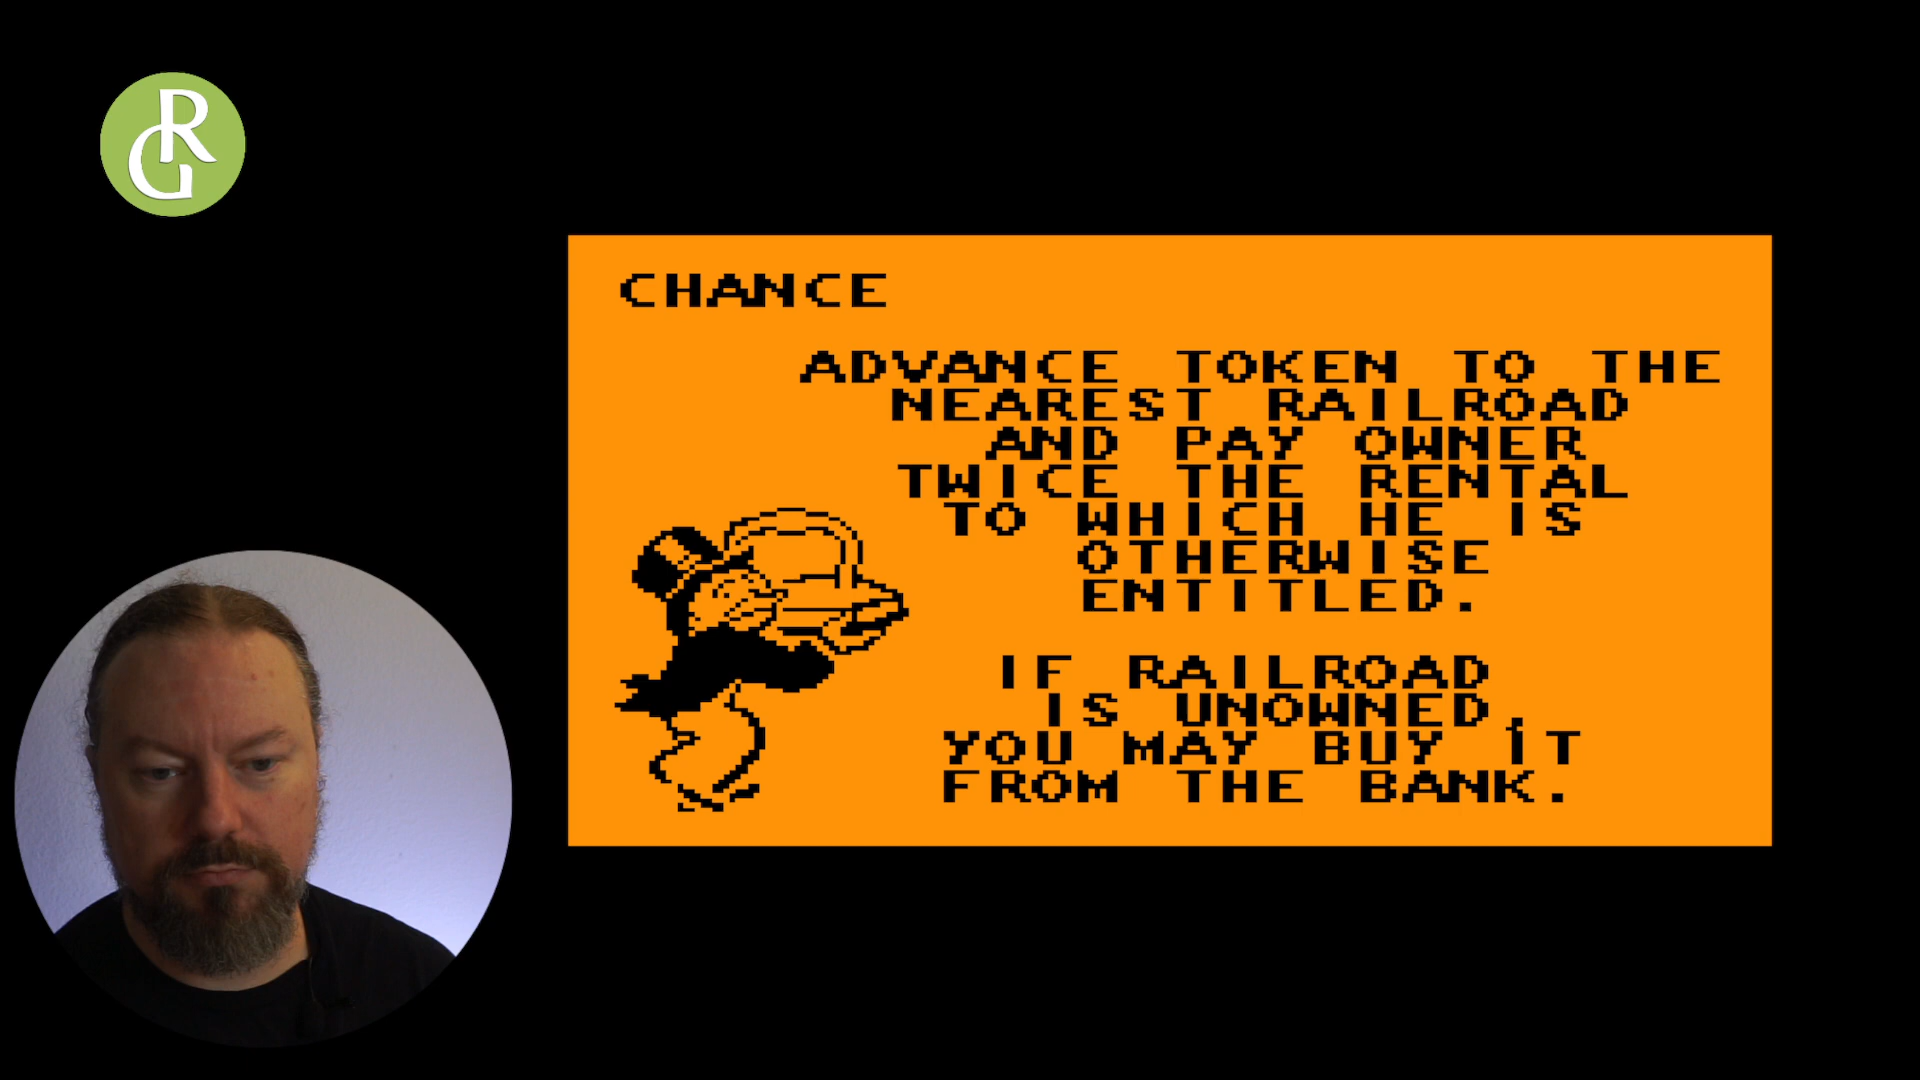 RG
CHANCE
ADVANCE TOKEN TO THE
NEAREST RAILROAD
AND PAY OWNER
TWICE THE RENTAL
TO WHICH HE IS
OTHERWISE
ENTITLED.
IF RAILROAD
IS UNOWNED,
YOU MAY BUY IT
FROM THE BANK.